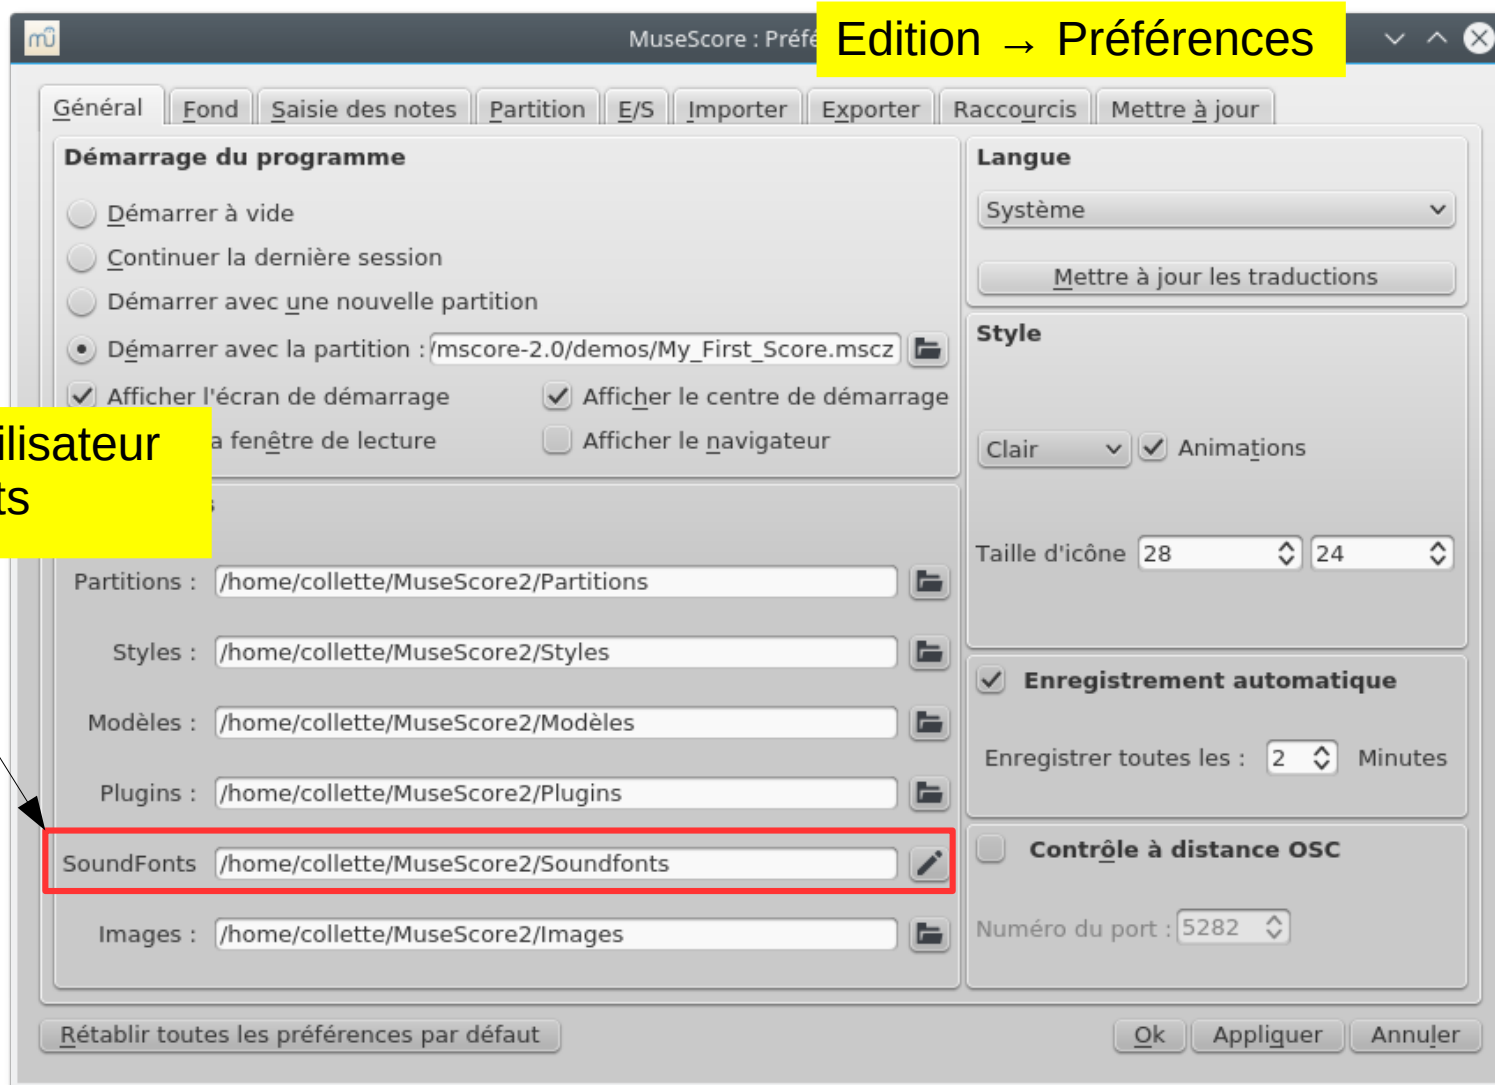 MuseScore : Préfé
Edition → Préférences
Général Fond Saisie des notes Partition E/S Importer Exporter Raccourcis Mettre à jour
Démarrage du programme
Démarrer à vide
Continuer la dernière session
Démarrer avec une nouvelle partition
Démarrer avec la partition : /mscore-2.0/demos/My_First_Score.mscz
Afficher l'écran de démarrage Afficher le centre de démarrage
a fenêtre de lecture Afficher le navigateur
ilisateur
ts
Partitions : /home/collette/MuseScore2/Partitions
Styles : /home/collette/MuseScore2/Styles
Modèles : /home/collette/MuseScore2/Modèles
Plugins : /home/collette/MuseScore2/Plugins
SoundFonts /home/collette/MuseScore2/Soundfonts
Images : /home/collette/MuseScore2/Images
Langue
Système
Mettre à jour les traductions
Style
Clair Animations
Taille d'icône 28 24
Enregistrement automatique
Enregistrer toutes les : 2 Minutes
Contrôle à distance OSC
Numéro du port : 5282
Rétablir toutes les préférences par défaut Ok Appliquer Annuler